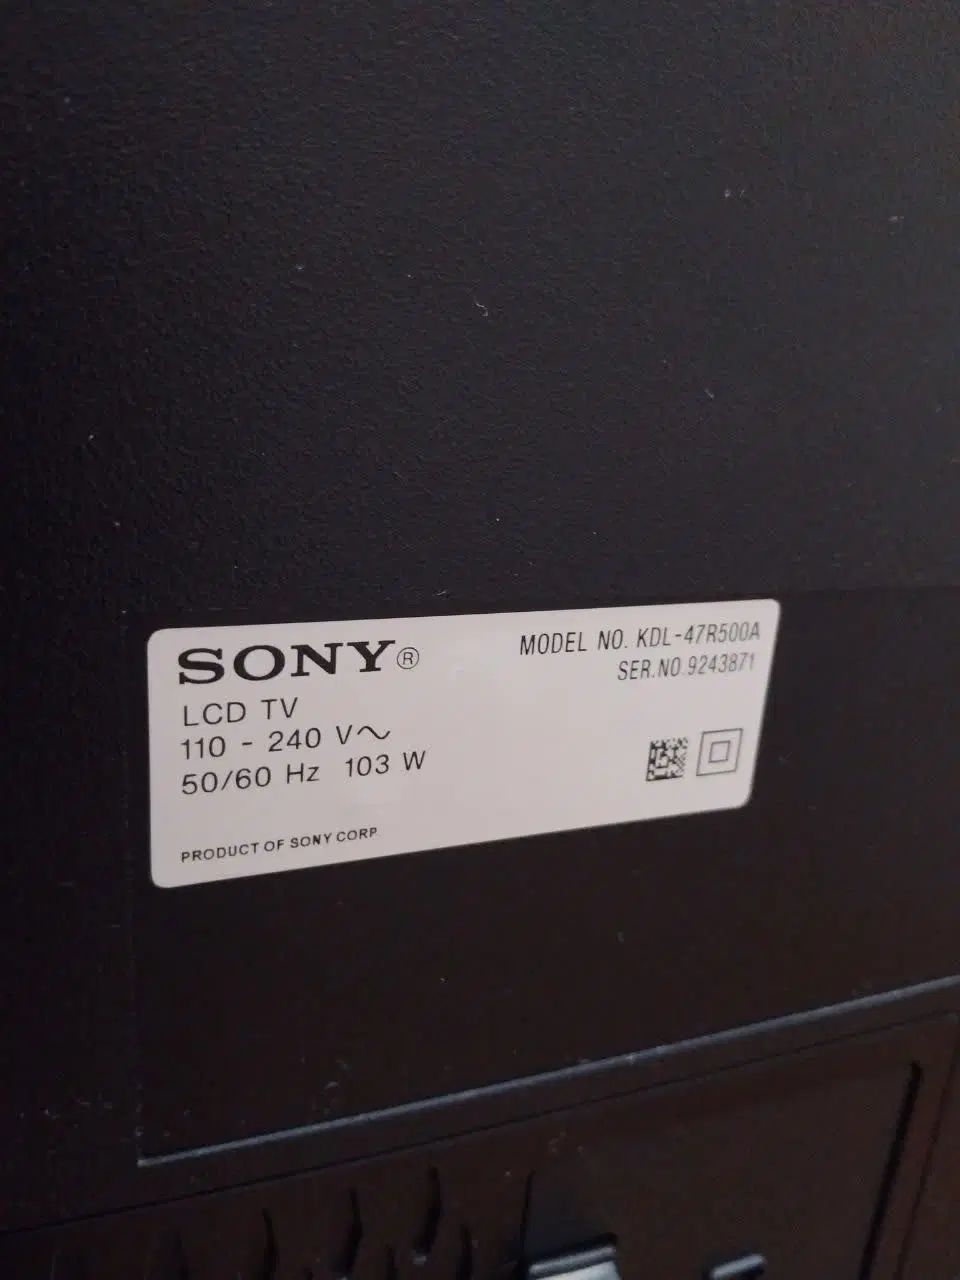 SONY®
MODEL NO. KDL-47R500A
SER.NO.9243871
LCD TV
110 - 240 V~
50/60 Hz 103 W
PRODUCT OF SONY CORP.